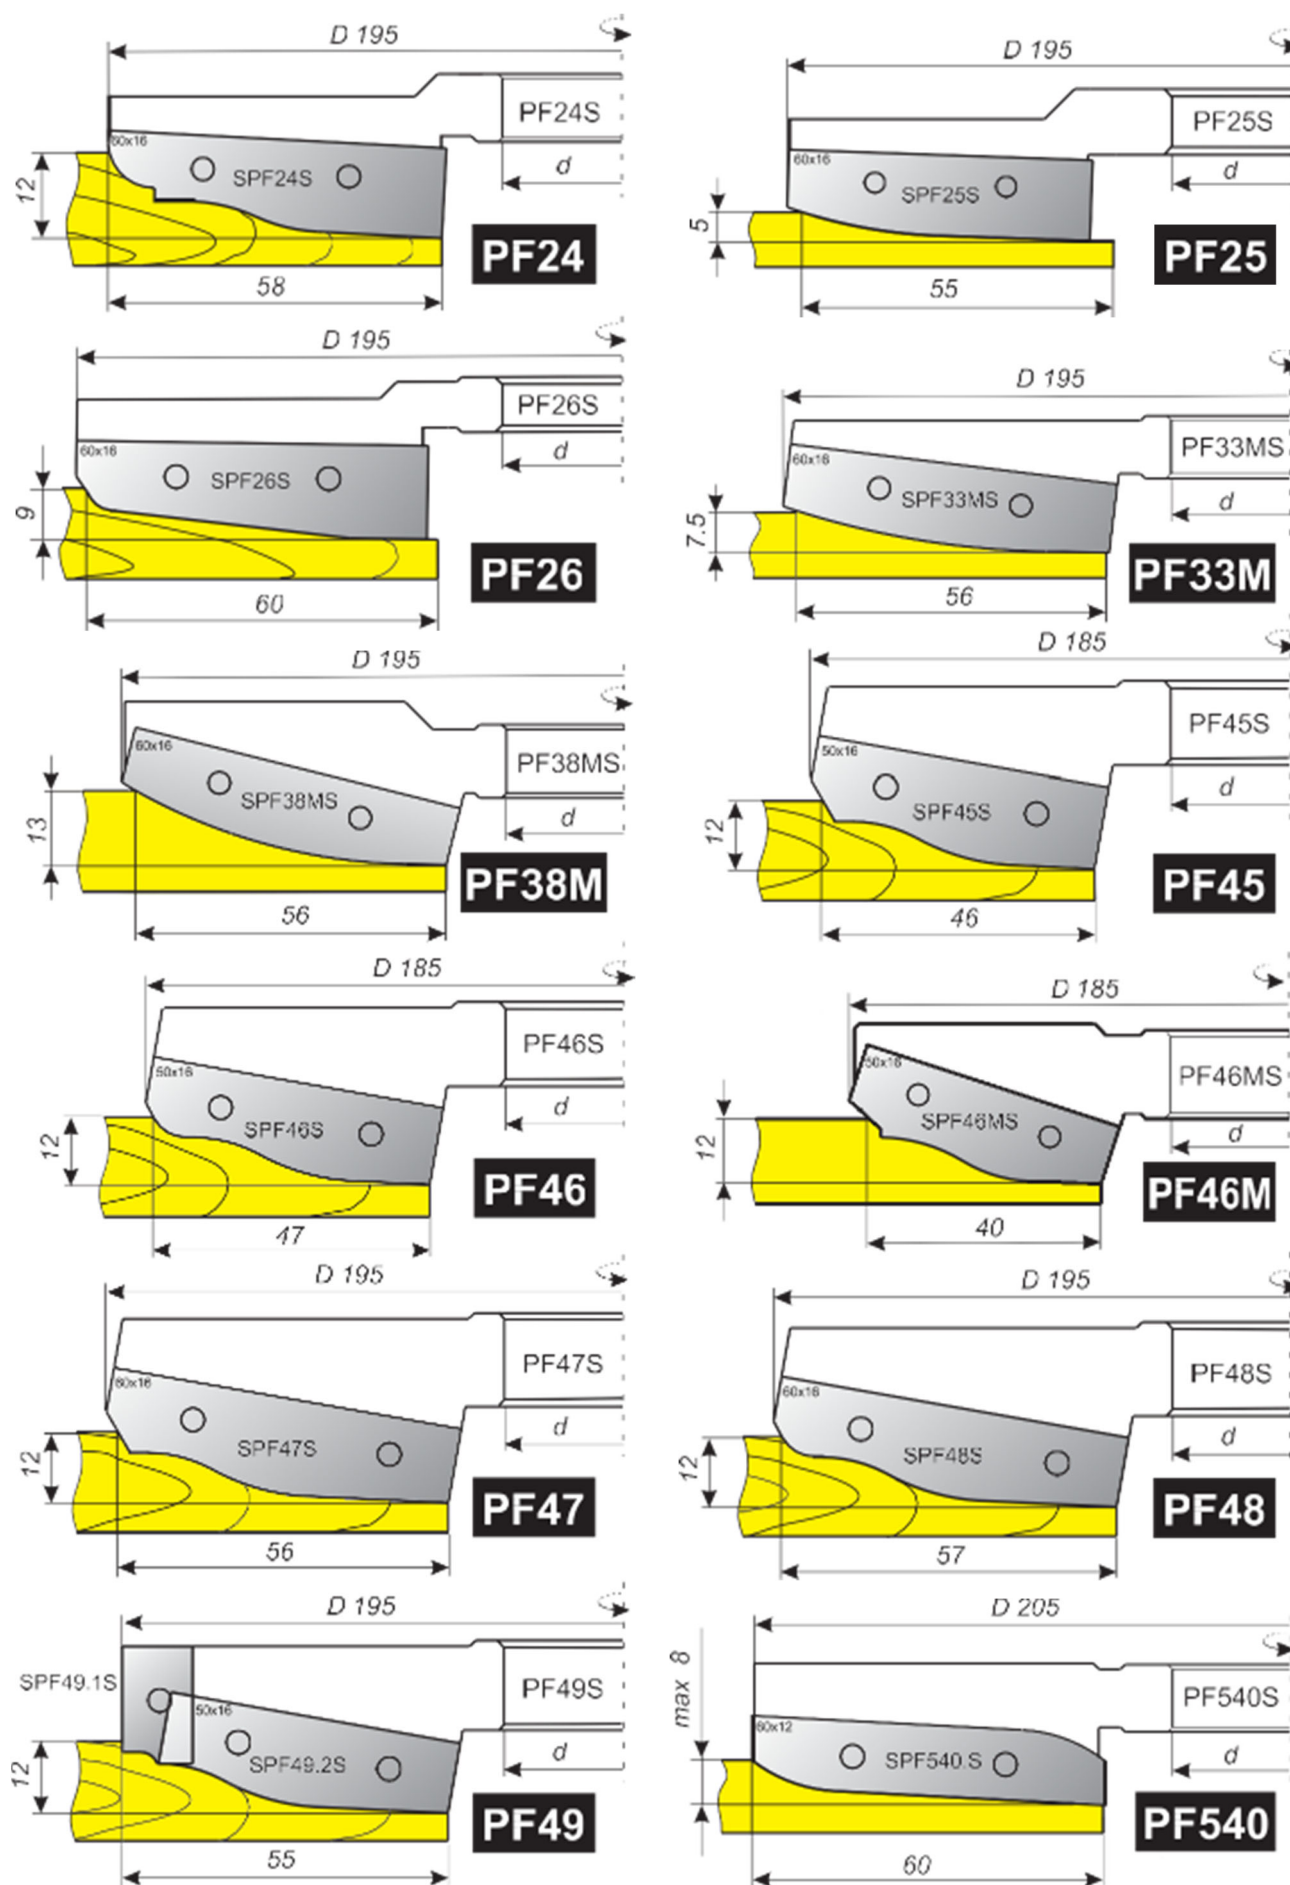 D 195
PF24S
60x16
SPF24S
d
12
PF24
58
D 195
PF25S
60x16
SPF25S
d
5
PF25
55
D 195
PF26S
60x16
SPF26S
d
9
PF26
60
D 195
PF33MS
60x16
SPF33MS
d
7.5
PF33M
56
D 195
PF38MS
60x16
SPF38MS
d
13
PF38M
56
D 185
PF45S
50x16
SPF45S
d
12
PF45
46
D 185
PF46S
50x16
SPF46S
d
12
PF46
47
D 185
PF46MS
50x16
SPF46MS
d
12
PF46M
40
D 195
PF47S
60x16
SPF47S
d
12
PF47
56
D 195
PF48S
60x16
SPF48S
d
12
PF48
57
D 195
SPF49.1S
PF49S
50x16
SPF49.2S
d
12
PF49
55
D 205
max 8
PF540S
60x12
SPF540.S
d
PF540
60